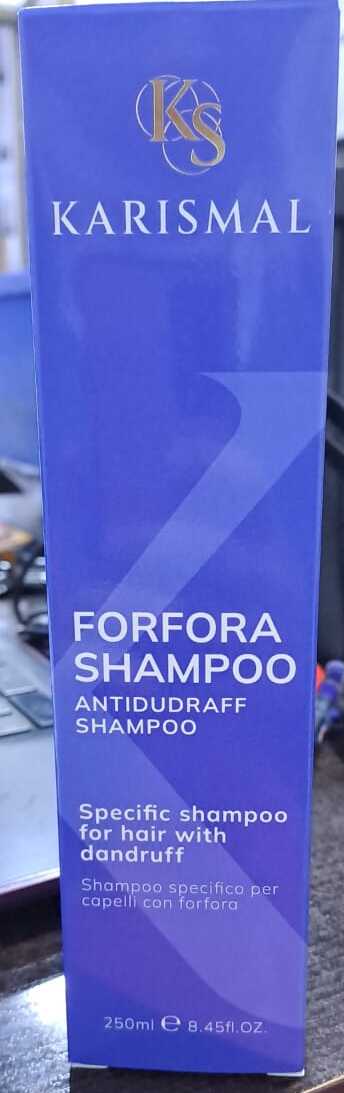 KS
KARISMAL
FORFORA
SHAMPOO
ANTIDUDRAFF
SHAMPOO
Specific shampoo
for hair with
dandruff
Shampoo specifico per
capelli con forfora
250ml ℮ 8.45fl.OZ.